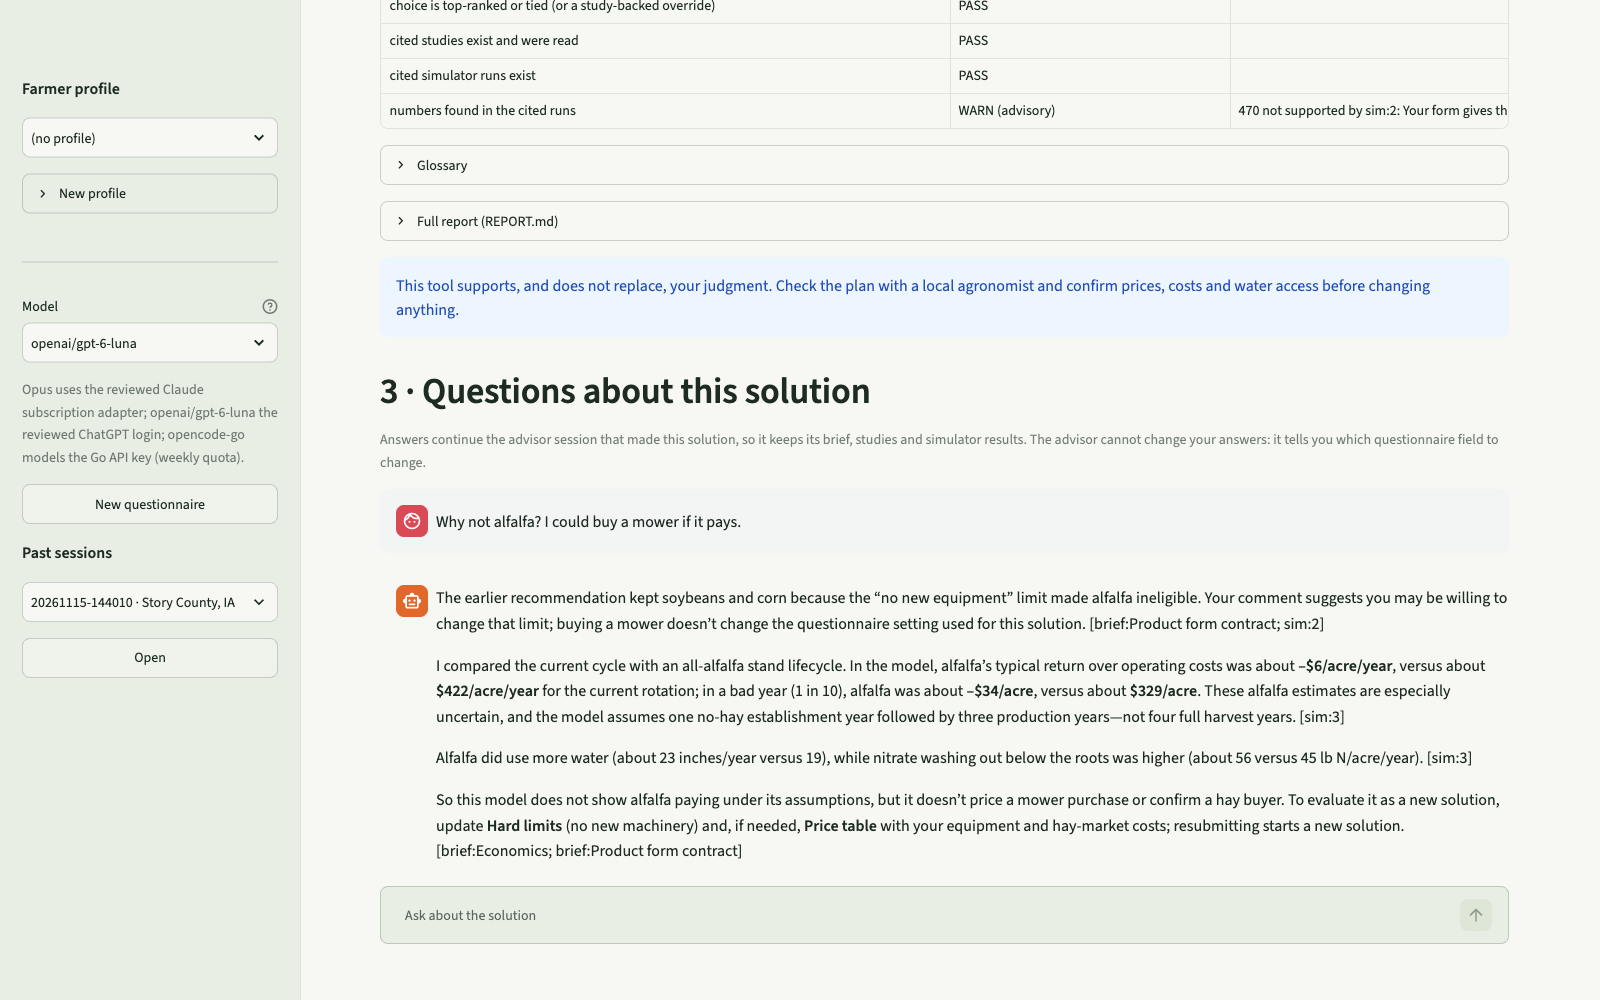 Farmer profile
(no profile)
New profile
Model
openai/gpt-6-luna
Opus uses the reviewed Claude
subscription adapter; openai/gpt-6-luna the
reviewed ChatGPT login; opencode-go
models the Go API key (weekly quota).
New questionnaire
Past sessions
20261115-144010 · Story County, IA
Open
choice is top-ranked or tied (or a study-backed override) PASS
cited studies exist and were read PASS
cited simulator runs exist PASS
numbers found in the cited runs WARN (advisory) 470 not supported by sim:2: Your form gives th
Glossary
Full report (REPORT.md)
This tool supports, and does not replace, your judgment. Check the plan with a local agronomist and confirm prices, costs and water access before changing
anything.
3 · Questions about this solution
Answers continue the advisor session that made this solution, so it keeps its brief, studies and simulator results. The advisor cannot change your answers: it tells you which questionnaire field to
change.
Why not alfalfa? I could buy a mower if it pays.
The earlier recommendation kept soybeans and corn because the “no new equipment” limit made alfalfa ineligible. Your comment suggests you may be willing to
change that limit; buying a mower doesn’t change the questionnaire setting used for this solution. [brief:Product form contract; sim:2]
I compared the current cycle with an all-alfalfa stand lifecycle. In the model, alfalfa’s typical return over operating costs was about –$6/acre/year, versus about
$422/acre/year for the current rotation; in a bad year (1 in 10), alfalfa was about –$34/acre, versus about $329/acre. These alfalfa estimates are especially
uncertain, and the model assumes one no-hay establishment year followed by three production years—not four full harvest years. [sim:3]
Alfalfa did use more water (about 23 inches/year versus 19), while nitrate washing out below the roots was higher (about 56 versus 45 lb N/acre/year). [sim:3]
So this model does not show alfalfa paying under its assumptions, but it doesn’t price a mower purchase or confirm a hay buyer. To evaluate it as a new solution,
update Hard limits (no new machinery) and, if needed, Price table with your equipment and hay-market costs; resubmitting starts a new solution.
[brief:Economics; brief:Product form contract]
Ask about the solution